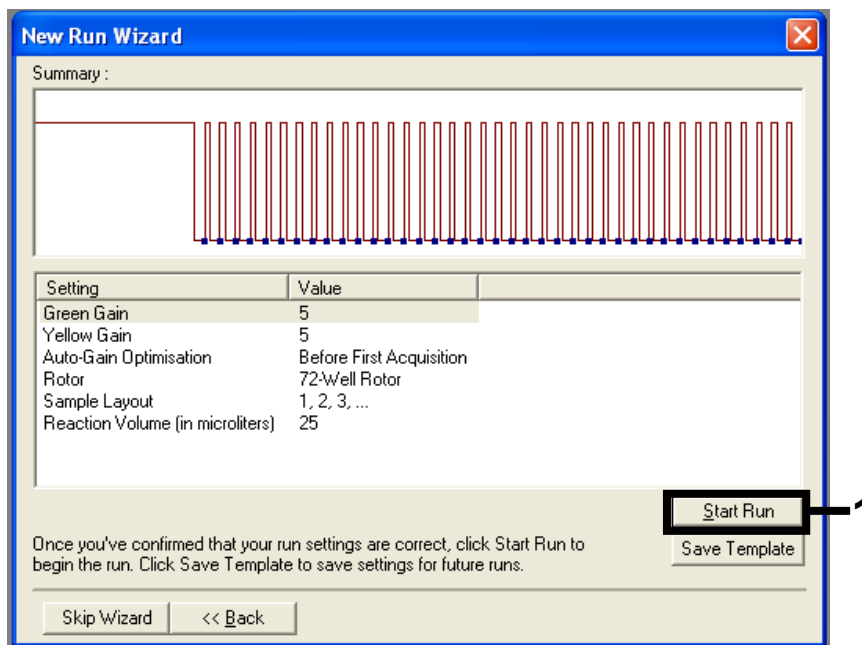 New Run Wizard
Summary :
Setting Value
Green Gain 5
Yellow Gain 5
Auto-Gain Optimisation Before First Acquisition
Rotor 72-Well Rotor
Sample Layout 1, 2, 3, ...
Reaction Volume (in microliters) 25
Start Run
1
Once you've confirmed that your run settings are correct, click Start Run to
begin the run. Click Save Template to save settings for future runs.
Save Template
Skip Wizard
<< Back